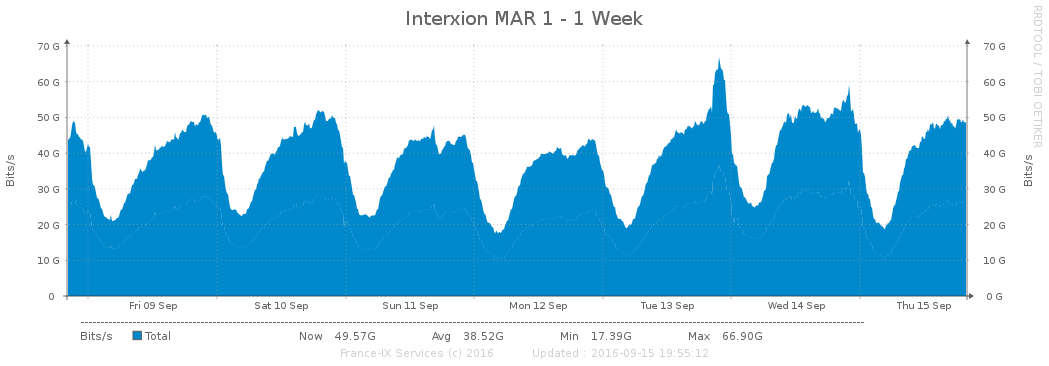 Interxion MAR 1 - 1 Week
RRDTOOL / TOBI OETIKER
70 G 70 G
60 G 60 G
50 G 50 G
40 G 40 G
30 G 30 G
20 G 20 G
10 G 10 G
0 0 G
Bits/s
Bits/s
Fri 09 Sep Sat 10 Sep Sun 11 Sep Mon 12 Sep Tue 13 Sep Wed 14 Sep Thu 15 Sep
Bits/s Total Now 49.57G Avg 38.52G Min 17.39G Max 66.90G
France-IX Services (c) 2016 Updated : 2016-09-15 19:55:12